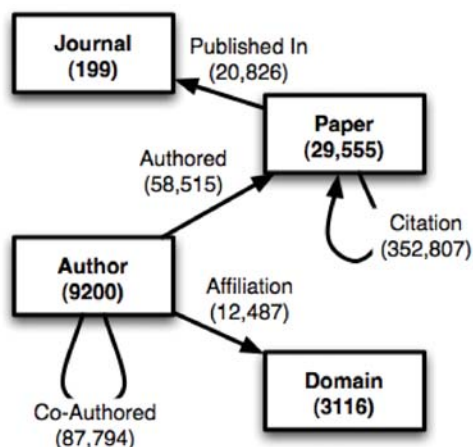 Journal
(199)
Published In
(20,826)
Paper
(29,555)
Authored
(58,515)
Citation
(352,807)
Author
(9200)
Affiliation
(12,487)
Domain
(3116)
Co-Authored
(87,794)